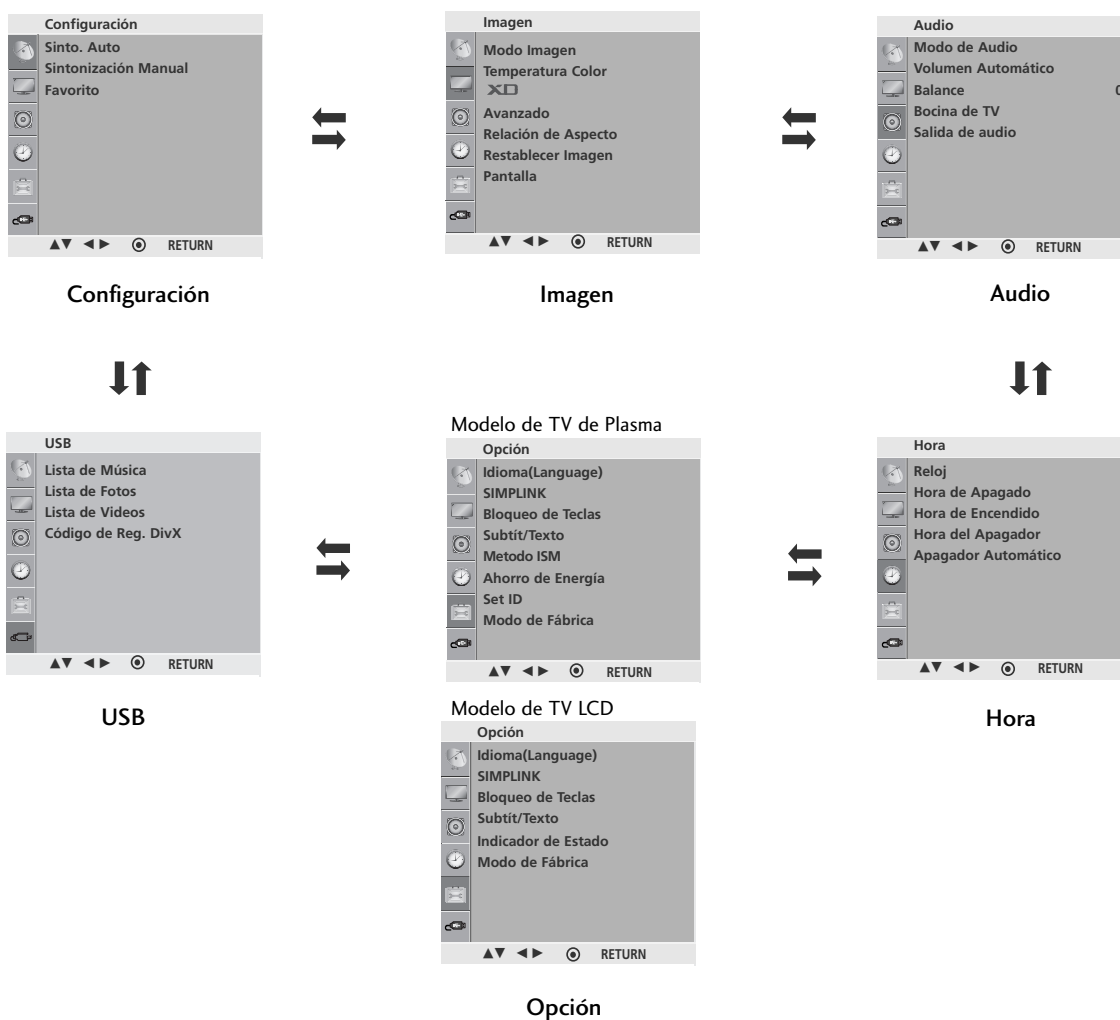 Configuración
Sinto. Auto
Sintonización Manual
Favorito
▲▼ ◄► RETURN
Configuración
Imagen
Modo Imagen
Temperatura Color
XD
Avanzado
Relación de Aspecto
Restablecer Imagen
Pantalla
▲▼ ◄► RETURN
Imagen
Audio
Modo de Audio
Volumen Automático
Balance 0
Bocina de TV
Salida de audio
▲▼ ◄► RETURN
Audio
USB
Lista de Música
Lista de Fotos
Lista de Videos
Código de Reg. DivX
▲▼ ◄► RETURN
USB
Modelo de TV de Plasma
Opción
Idioma(Language)
SIMPLINK
Bloqueo de Teclas
Subtít/Texto
Metodo ISM
Ahorro de Energía
Set ID
Modo de Fábrica
▲▼ ◄► RETURN
Modelo de TV LCD
Opción
Idioma(Language)
SIMPLINK
Bloqueo de Teclas
Subtít/Texto
Indicador de Estado
Modo de Fábrica
▲▼ ◄► RETURN
Opción
Hora
Reloj
Hora de Apagado
Hora de Encendido
Hora del Apagador
Apagador Automático
▲▼ ◄► RETURN
Hora